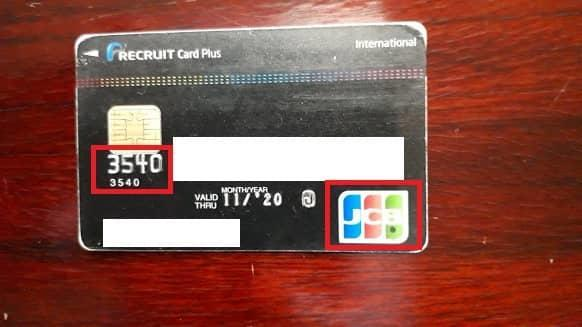 RECRUIT Card Plus
International
3540
3540
MONTH/YEAR
VALID THRU 11/'20
JCB